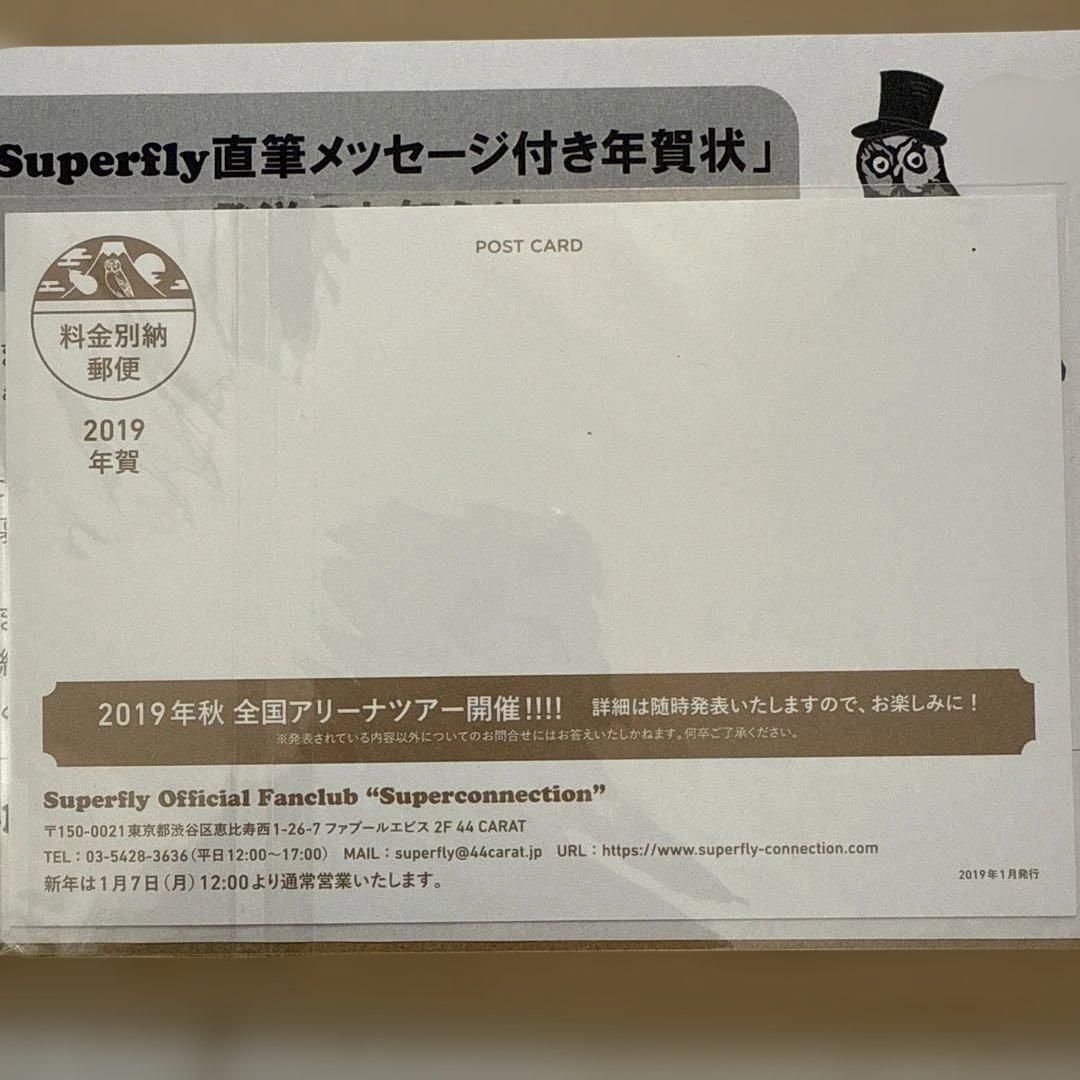 Superfly直筆メッセージ付き年賀状」
POST CARD
料金別納
郵便
2019
年賀
2019年秋 全国アリーナツアー開催!!!! 詳細は随時発表いたしますので、お楽しみに!
※発表されている内容以外についてのお問合せにはお答えいたしかねます。何卒ご了承ください。
Superfly Official Fanclub “Superconnection”
〒150-0021 東京都渋谷区恵比寿西1-26-7 ファブールエビス 2F 44 CARAT
TEL：03-5428-3636（平日12:00〜17:00） MAIL：superfly@44carat.jp URL：https://www.superfly-connection.com
新年は1月7日（月）12:00より通常営業いたします。
2019年1月発行